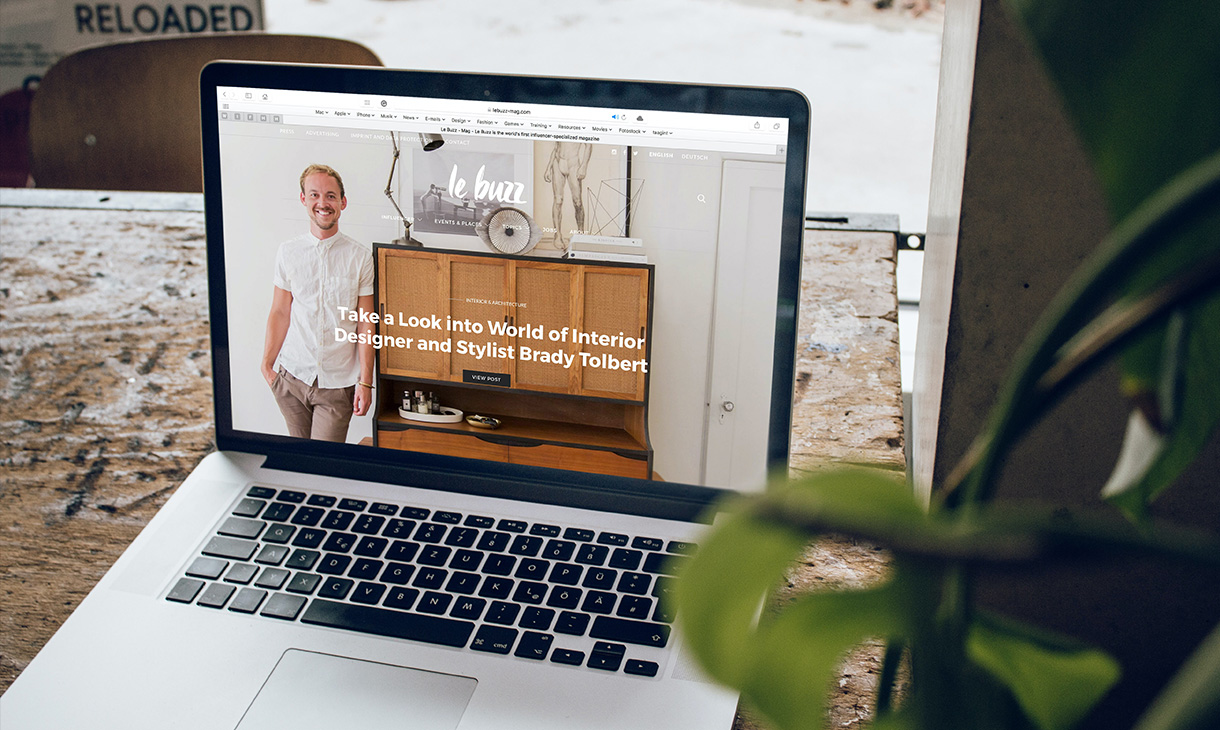 RELOADED
lebuzz-mag.com
Mac Apple iPhone Musik News E-mails Design Fashion Games Training Resources Movies Fotostock
Le Buzz - Mag - Le Buzz is the world's first influencer-specialized magazine
PRESS ADVERTISING IMPRINT AND DATA PROTECTION CONTACT
ENGLISH DEUTSCH
le buzz
INFLUENCER EVENTS & PLACES TOPICS JOBS ABOUT
INTERIOR & ARCHITECTURE
Take a Look into World of Interior
Designer and Stylist Brady Tolbert
VIEW POST
Q W E R T Z U I O P Ü
A S D F G H J K L Ö Ä #
Y X C V B N M
cmd